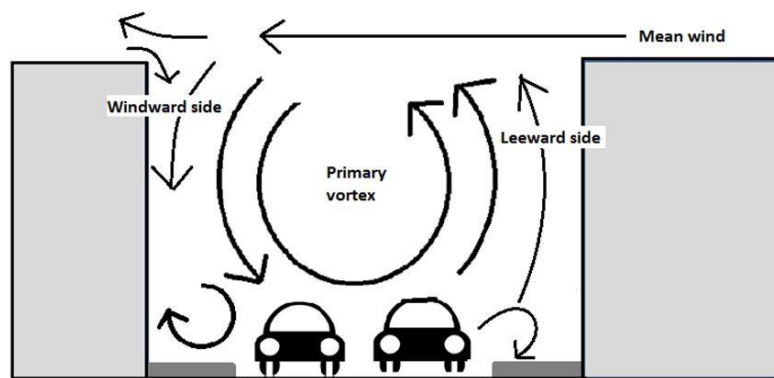 Mean wind
Windward side
Leeward side
Primary
vortex